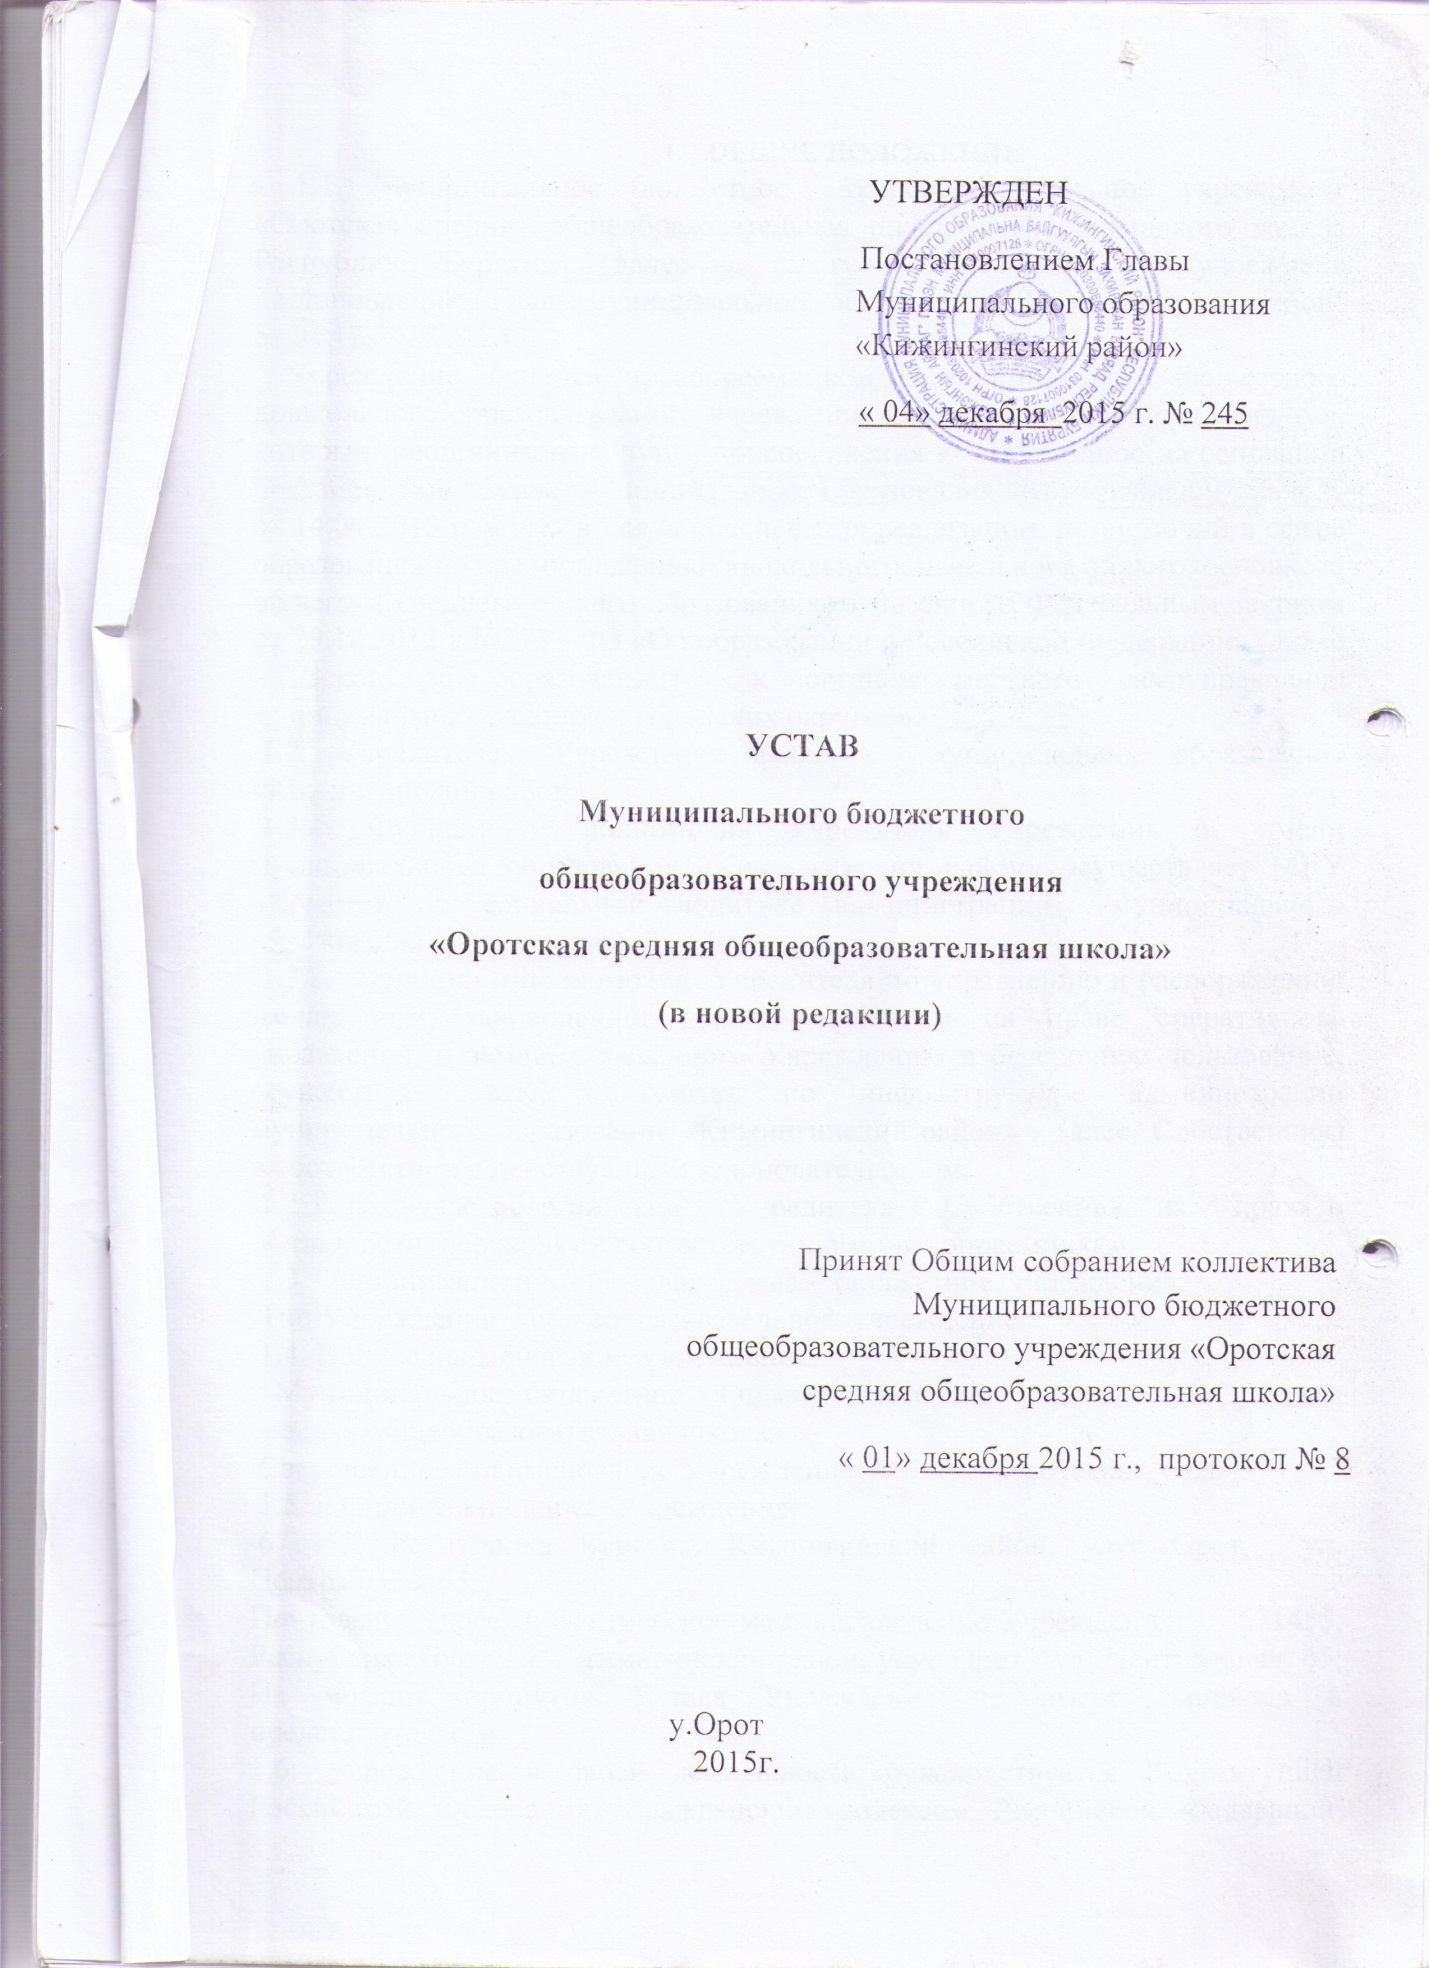 УТВЕРЖДЕН
Постановлением Главы
Муниципального образования
«Кижингинский район»
« 04» декабря 2015 г. № 245
УСТАВ
Муниципального бюджетного
общеобразовательного учреждения
«Оротская средняя общеобразовательная школа»
(в новой редакции)
Принят Общим собранием коллектива
Муниципального бюджетного
общеобразовательного учреждения «Оротская
средняя общеобразовательная школа»
« 01» декабря 2015 г., протокол № 8
у.Орот
2015г.